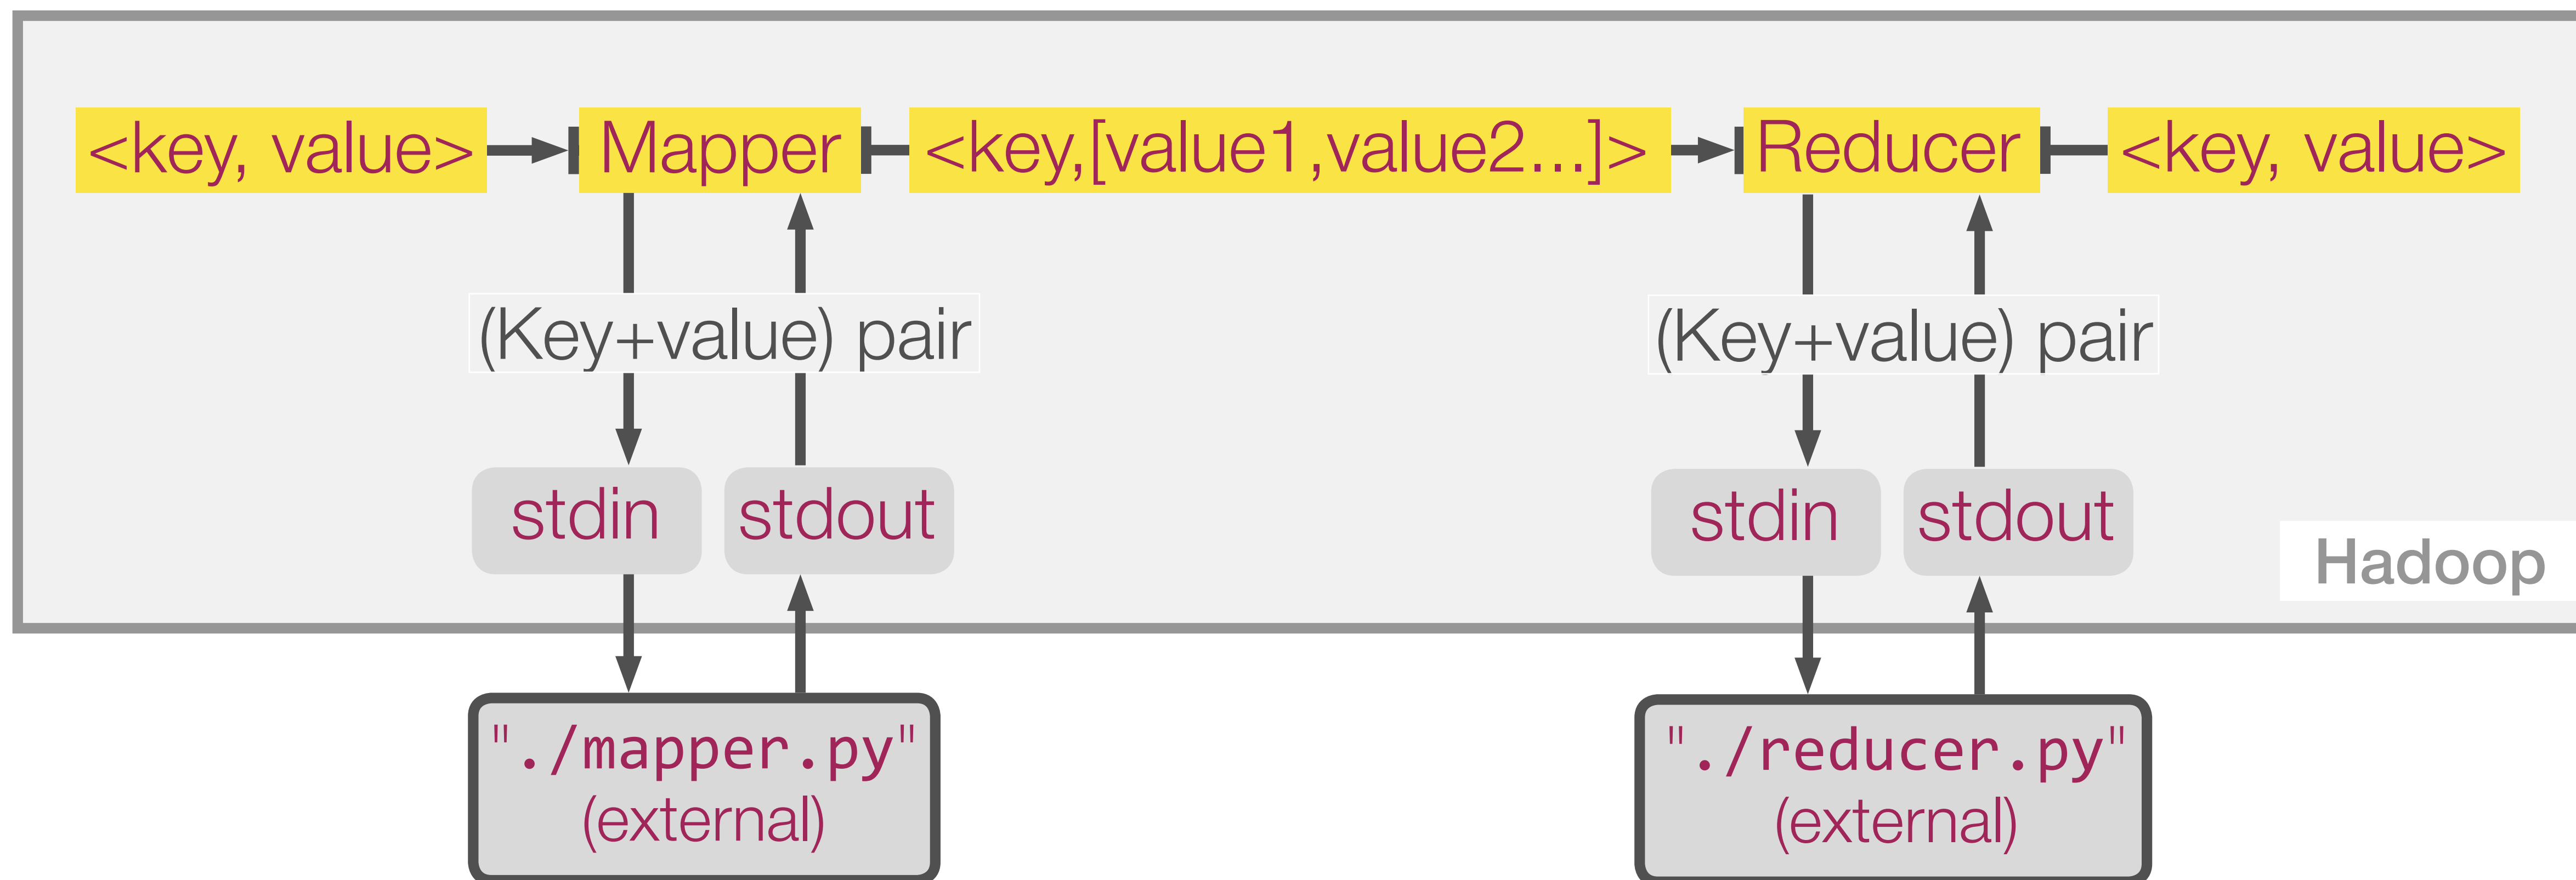 <key, value>
Mapper
<key,[value1,value2...]>
Reducer
<key, value>
(Key+value) pair
(Key+value) pair
stdin
stdout
stdin
stdout
Hadoop
"./mapper.py"
(external)
"./reducer.py"
(external)